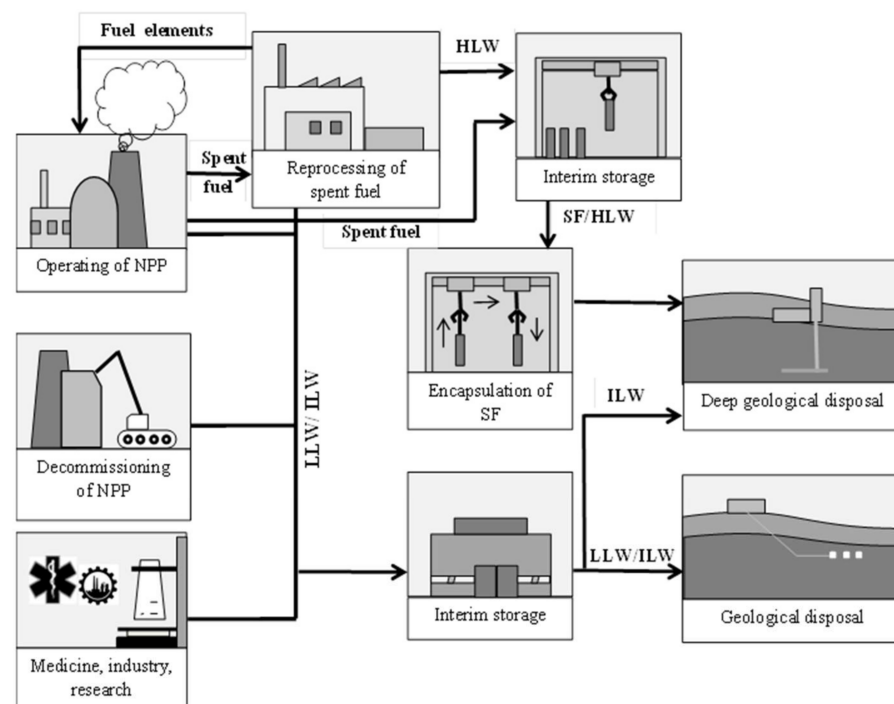 Fuel elements
HLW
Spent
fuel
Reprocessing of
spent fuel
Interim storage
Spent fuel
SF/HLW
Operating of NPP
Encapsulation of
SF
ILW
Deep geological disposal
LLW/ ILW
Decommissioning
of NPP
LLW/ILW
Interim storage
Geological disposal
Medicine, industry,
research